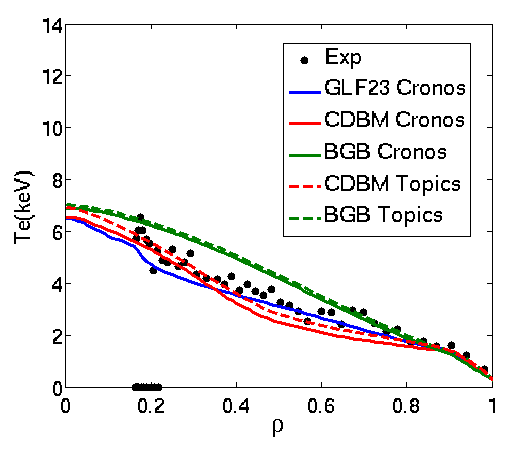 14
12
10
8
6
4
2
0
Te(keV)
Exp
GLF23 Cronos
CDBM Cronos
BGB Cronos
CDBM Topics
BGB Topics
0 0.2 0.4 0.6 0.8 1
ρ